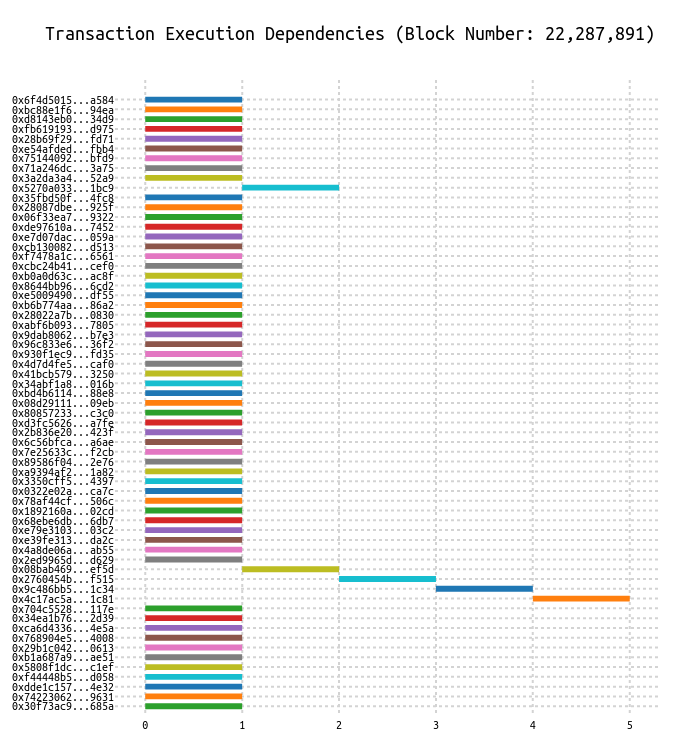 Transaction Execution Dependencies (Block Number: 22,287,891)
0x6f4d5015...a584
0xbc88e1f6...94ea
0xd8143eb0...34d9
0xfb619193...d975
0x28b69f29...fd71
0xe54afded...fbb4
0x75144092...bfd9
0x71a246dc...3a75
0x3a2da3a4...52a9
0x5270a033...1bc9
0x35fbd50f...4fc8
0x28087dbe...925f
0x06f33ea7...9322
0xde97610a...7452
0xe7d07dac...059a
0xcb130082...d513
0xf7478a1c...6561
0xcbc24b41...cef0
0xb0a0d63c...ac8f
0x8644bb96...6cd2
0xe5009490...df55
0xb6b774aa...86a2
0x28022a7b...0830
0xabf6b093...7805
0x9dab8062...b7e3
0x96c833e6...36f2
0x930f1ec9...fd35
0x4d7d4fe5...caf0
0x41bcb579...3250
0x34abf1a8...016b
0xbd4b6114...88e8
0x08d29111...09eb
0x80857233...c3c0
0xd3fc5626...a7fe
0x2b836e20...423f
0x6c56bfca...a6ae
0x7e25633c...f2cb
0x89586f04...2e76
0xa9394af2...1a82
0x3350cff5...4397
0x0322e02a...ca7c
0x78af44cf...506c
0x1892160a...02cd
0x68ebe6db...6db7
0xe79e3103...03c2
0xe39fe313...da2c
0x4a8de06a...ab55
0x2ed9965d...d629
0x08bab469...ef5d
0x2760454b...f515
0x9c486bb5...1c34
0x4c17ac5a...1c81
0x704c5528...117e
0x34ea1b76...2d39
0xca6d4336...4e5a
0x768904e5...4008
0x29b1c042...0613
0xb1a687a9...ae51
0x5808f1dc...c1ef
0xf44448b5...d058
0xdde1c157...4e32
0x74223062...9631
0x30f73ac9...685a
0 1 2 3 4 5